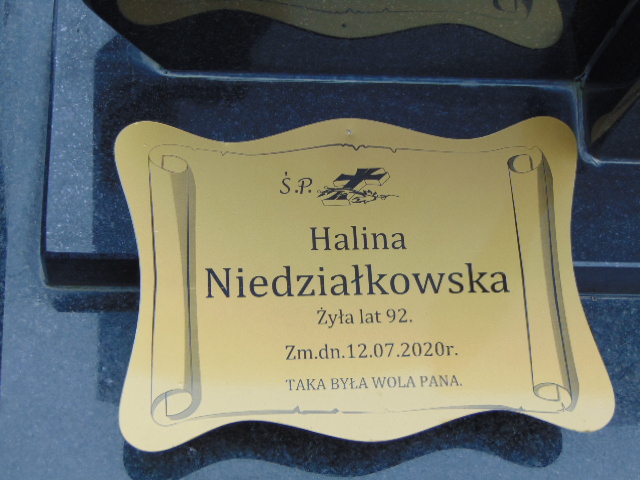 Ś.P.
Halina
Niedziałkowska
Żyła lat 92.
Zm.dn.12.07.2020r.
TAKA BYŁA WOLA PANA.